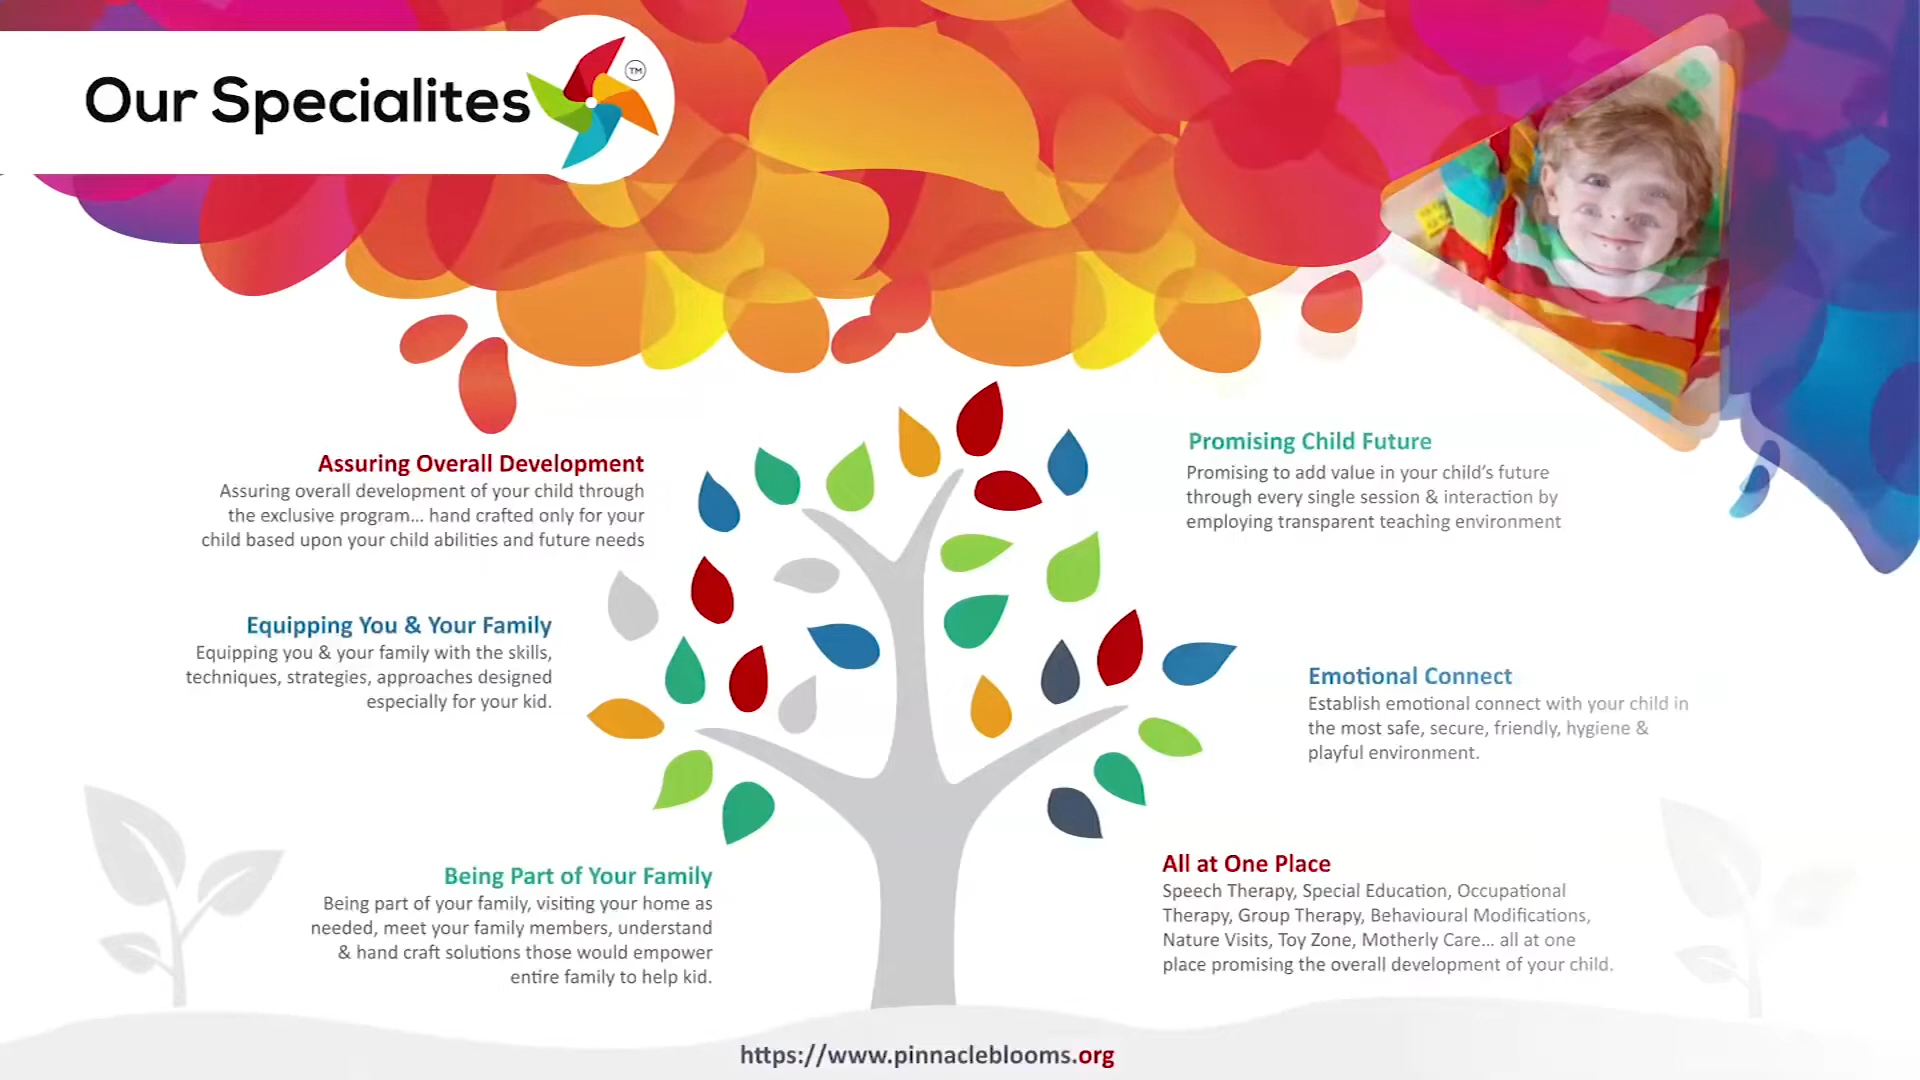 Our Specialites
TM
Assuring Overall Development
Assuring overall development of your child through
the exclusive program... hand crafted only for your
child based upon your child abilities and future needs
Equipping You & Your Family
Equipping you & your family with the skills,
techniques, strategies, approaches designed
especially for your kid.
Being Part of Your Family
Being part of your family, visiting your home as
needed, meet your family members, understand
& hand craft solutions those would empower
entire family to help kid.
Promising Child Future
Promising to add value in your child's future
through every single session & interaction by
employing transparent teaching environment
Emotional Connect
Establish emotional connect with your child in
the most safe, secure, friendly, hygiene &
playful environment.
All at One Place
Speech Therapy, Special Education, Occupational
Therapy, Group Therapy, Behavioural Modifications,
Nature Visits, Toy Zone, Motherly Care... all at one
place promising the overall development of your child.
https://www.pinnacleblooms.org